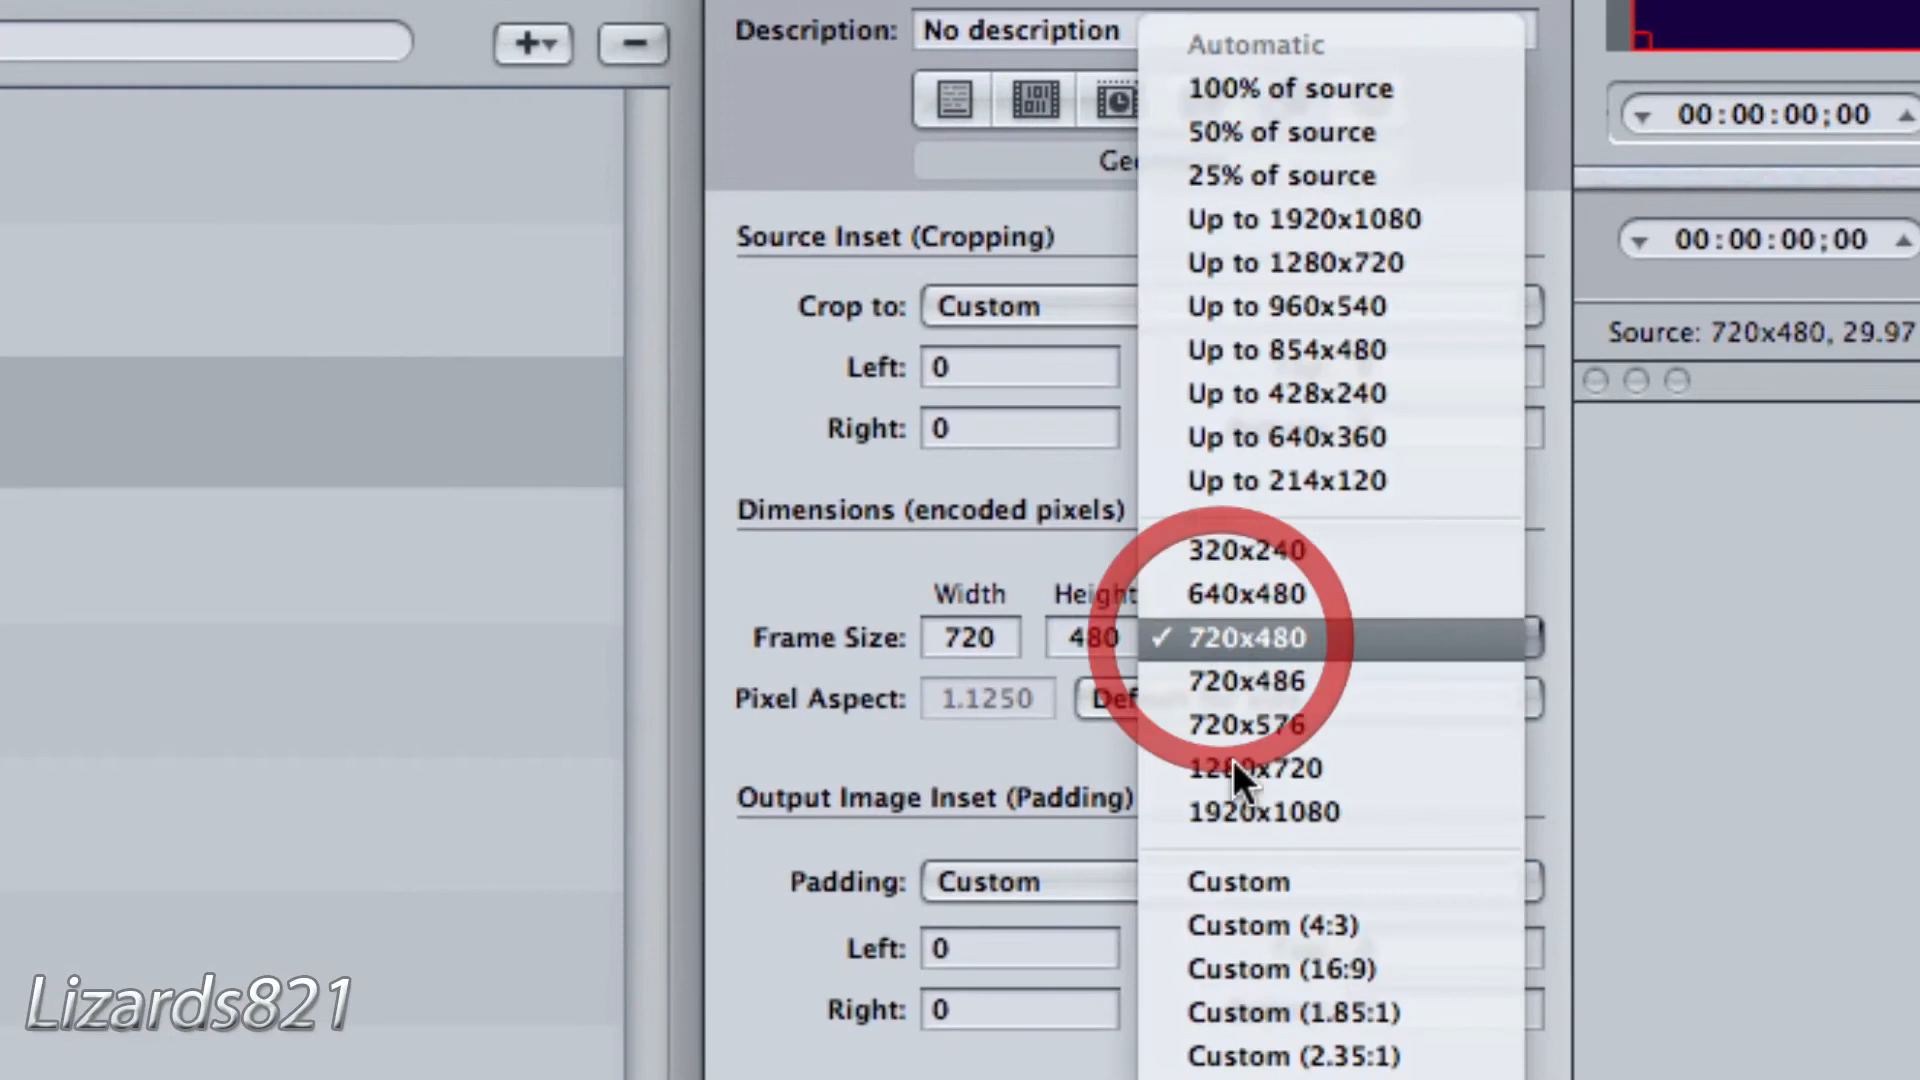 Description: No description
Geo
Source Inset (Cropping)
Crop to: Custom
Left: 0
Right: 0
Dimensions (encoded pixels)
Width Height
Frame Size: 720 480
Pixel Aspect: 1.1250 Def
Output Image Inset (Padding)
Padding: Custom
Left: 0
Right: 0
Automatic
100% of source
50% of source
25% of source
Up to 1920x1080
Up to 1280x720
Up to 960x540
Up to 854x480
Up to 428x240
Up to 640x360
Up to 214x120
320x240
640x480
✓ 720x480
720x486
720x576
1280x720
1920x1080
Custom
Custom (4:3)
Custom (16:9)
Custom (1.85:1)
Custom (2.35:1)
00:00:00;00
00:00:00;00
Source: 720x480, 29.97
Lizards821